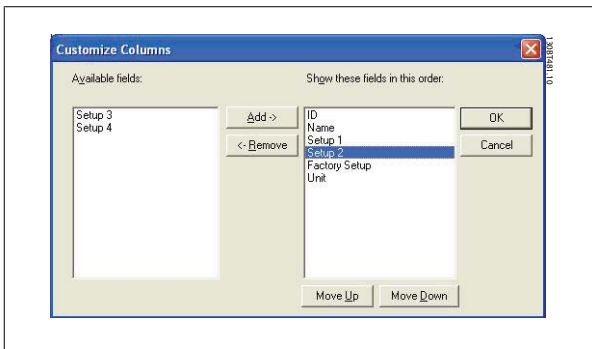 Customize Columns
Available fields:
Show these fields in this order:
Setup 3
Setup 4
Add ->
<- Remove
ID
Name
Setup 1
Setup 2
Factory Setup
Unit
OK
Cancel
Move Up
Move Down
130BT481.10